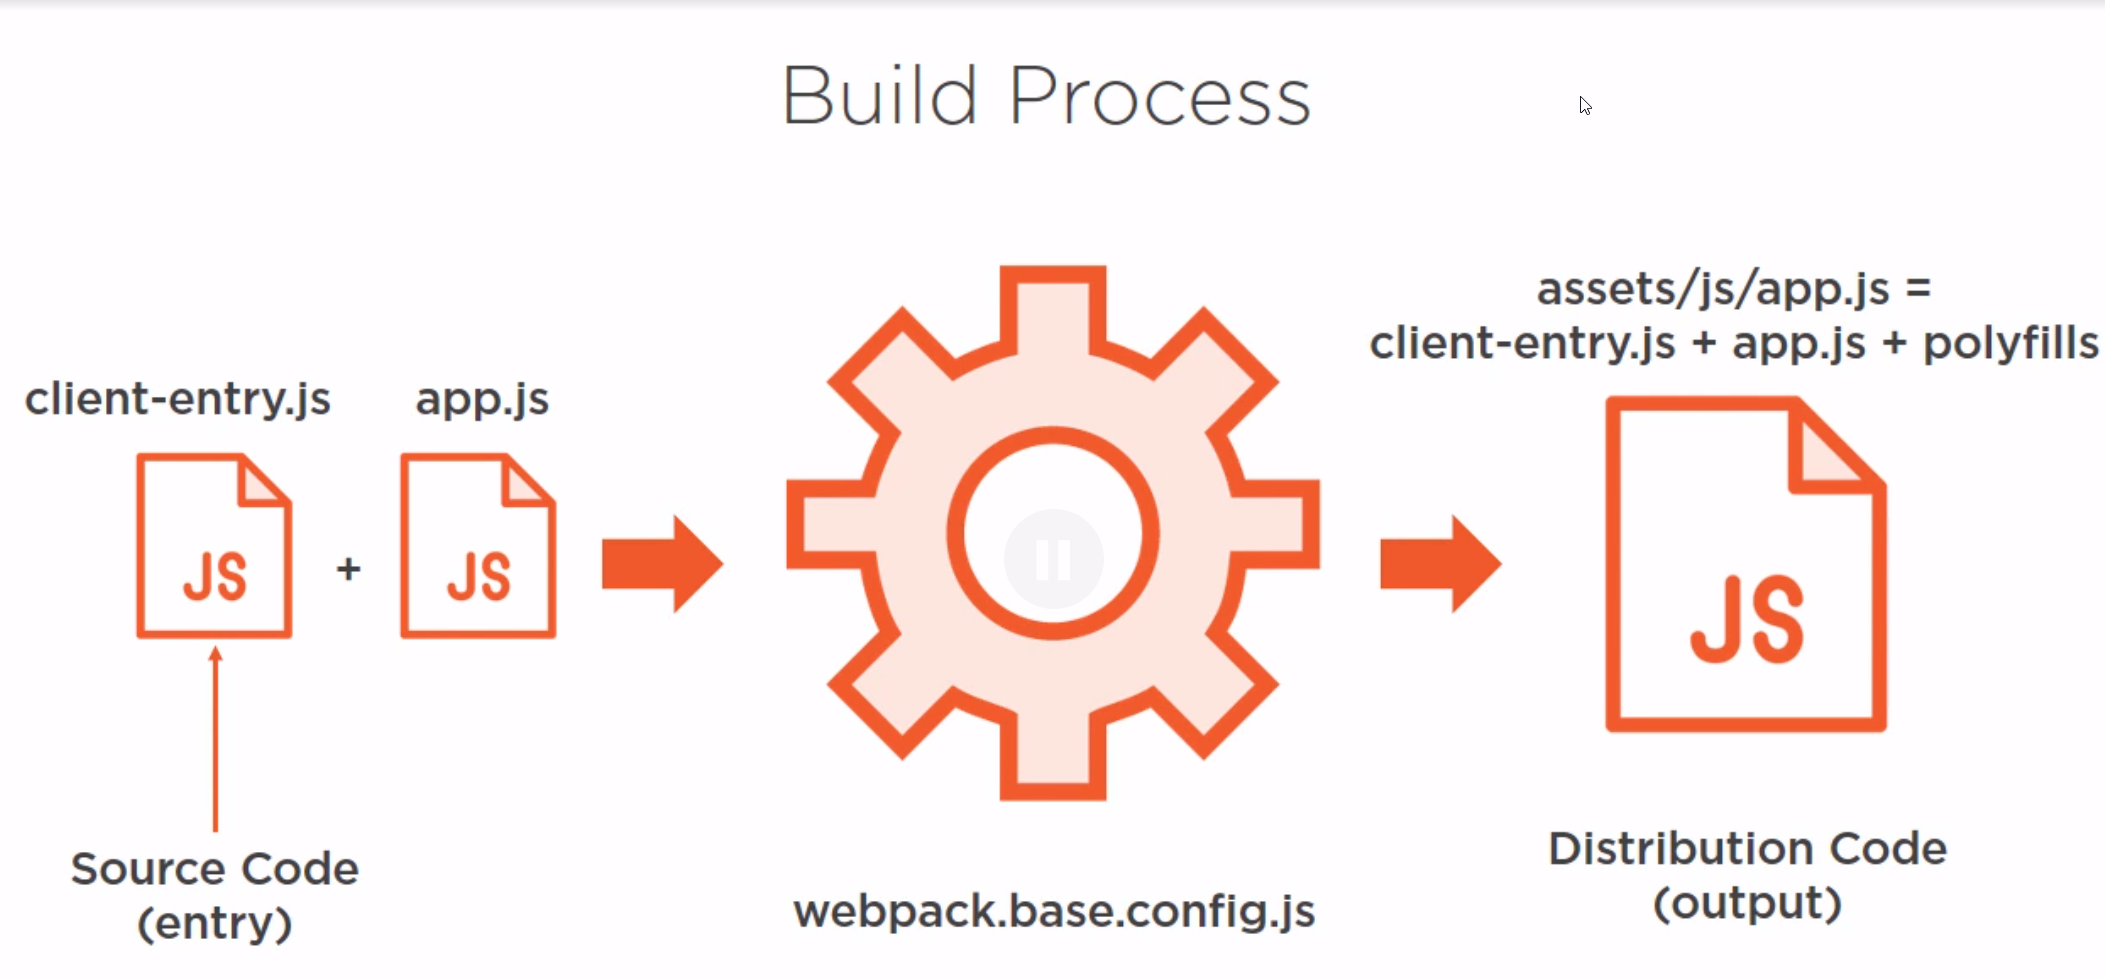 Build Process
client-entry.js
app.js
JS
+
JS
webpack.base.config.js
assets/js/app.js =
client-entry.js + app.js + polyfills
JS
Source Code
(entry)
Distribution Code
(output)